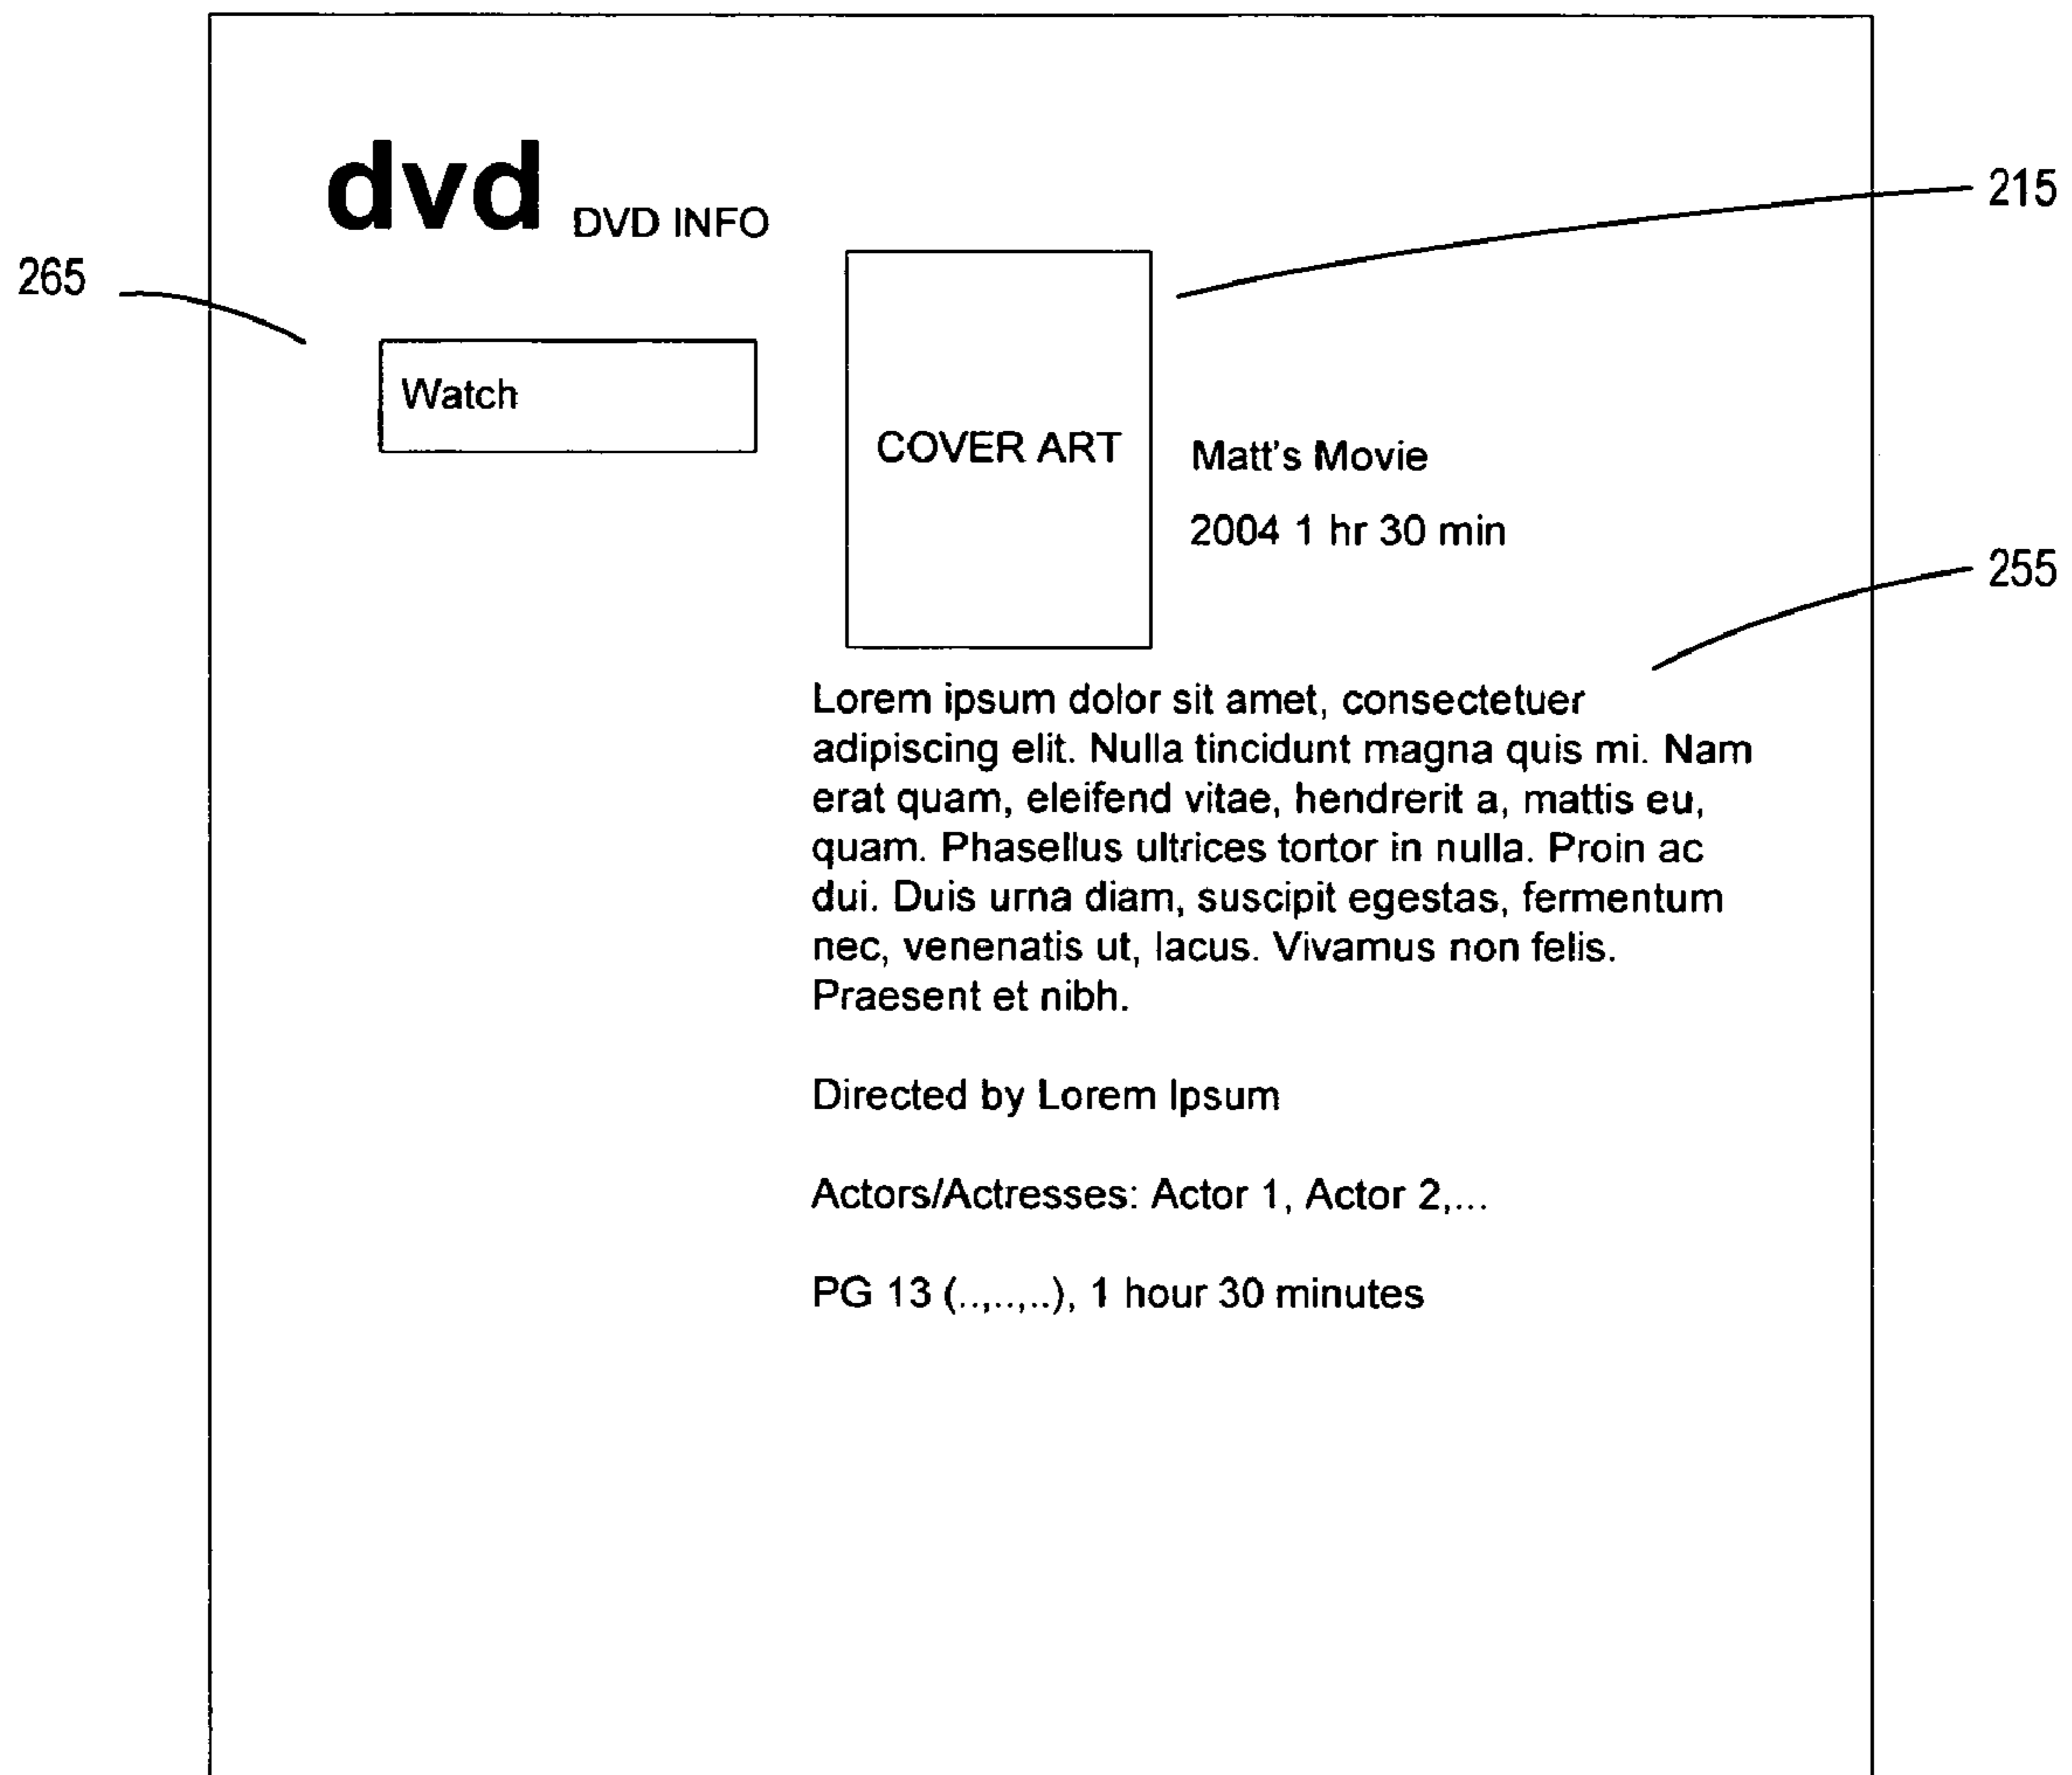 dvd DVD INFO
215
265
Watch
COVER ART
Matt's Movie
2004 1 hr 30 min
255
Lorem ipsum dolor sit amet, consectetuer
adipiscing elit. Nulla tincidunt magna quis mi. Nam
erat quam, eleifend vitae, hendrerit a, mattis eu,
quam. Phasellus ultrices tortor in nulla. Proin ac
dui. Duis urna diam, suscipit egestas, fermentum
nec, venenatis ut, lacus. Vivamus non felis.
Praesent et nibh.
Directed by Lorem Ipsum
Actors/Actresses: Actor 1, Actor 2,...
PG 13 (..,..,..), 1 hour 30 minutes